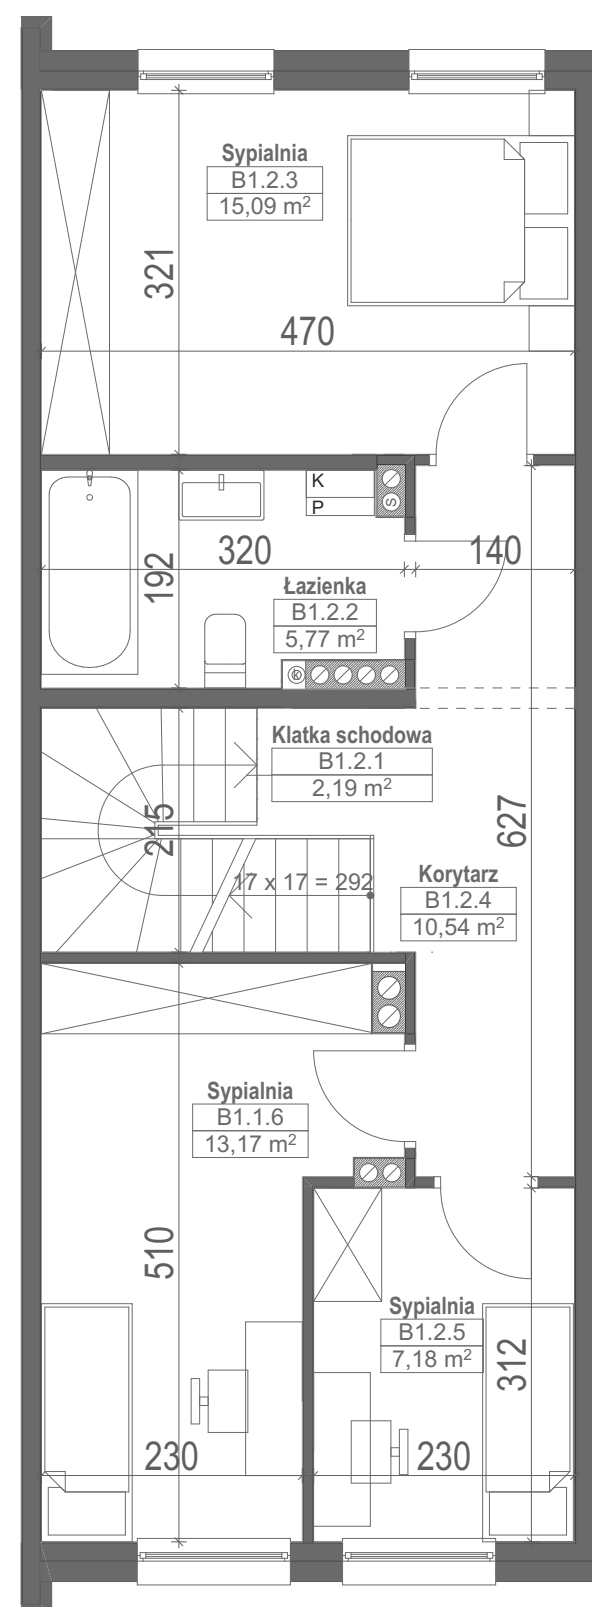 Sypialnia
B1.2.3
15,09 m²
321
470
K
P
S
320
140
192
Łazienka
B1.2.2
5,77 m²
K
Klatka schodowa
B1.2.1
2,19 m²
215
627
17 x 17 = 292
Korytarz
B1.2.4
10,54 m²
Sypialnia
B1.1.6
13,17 m²
510
Sypialnia
B1.2.5
7,18 m²
312
230
230